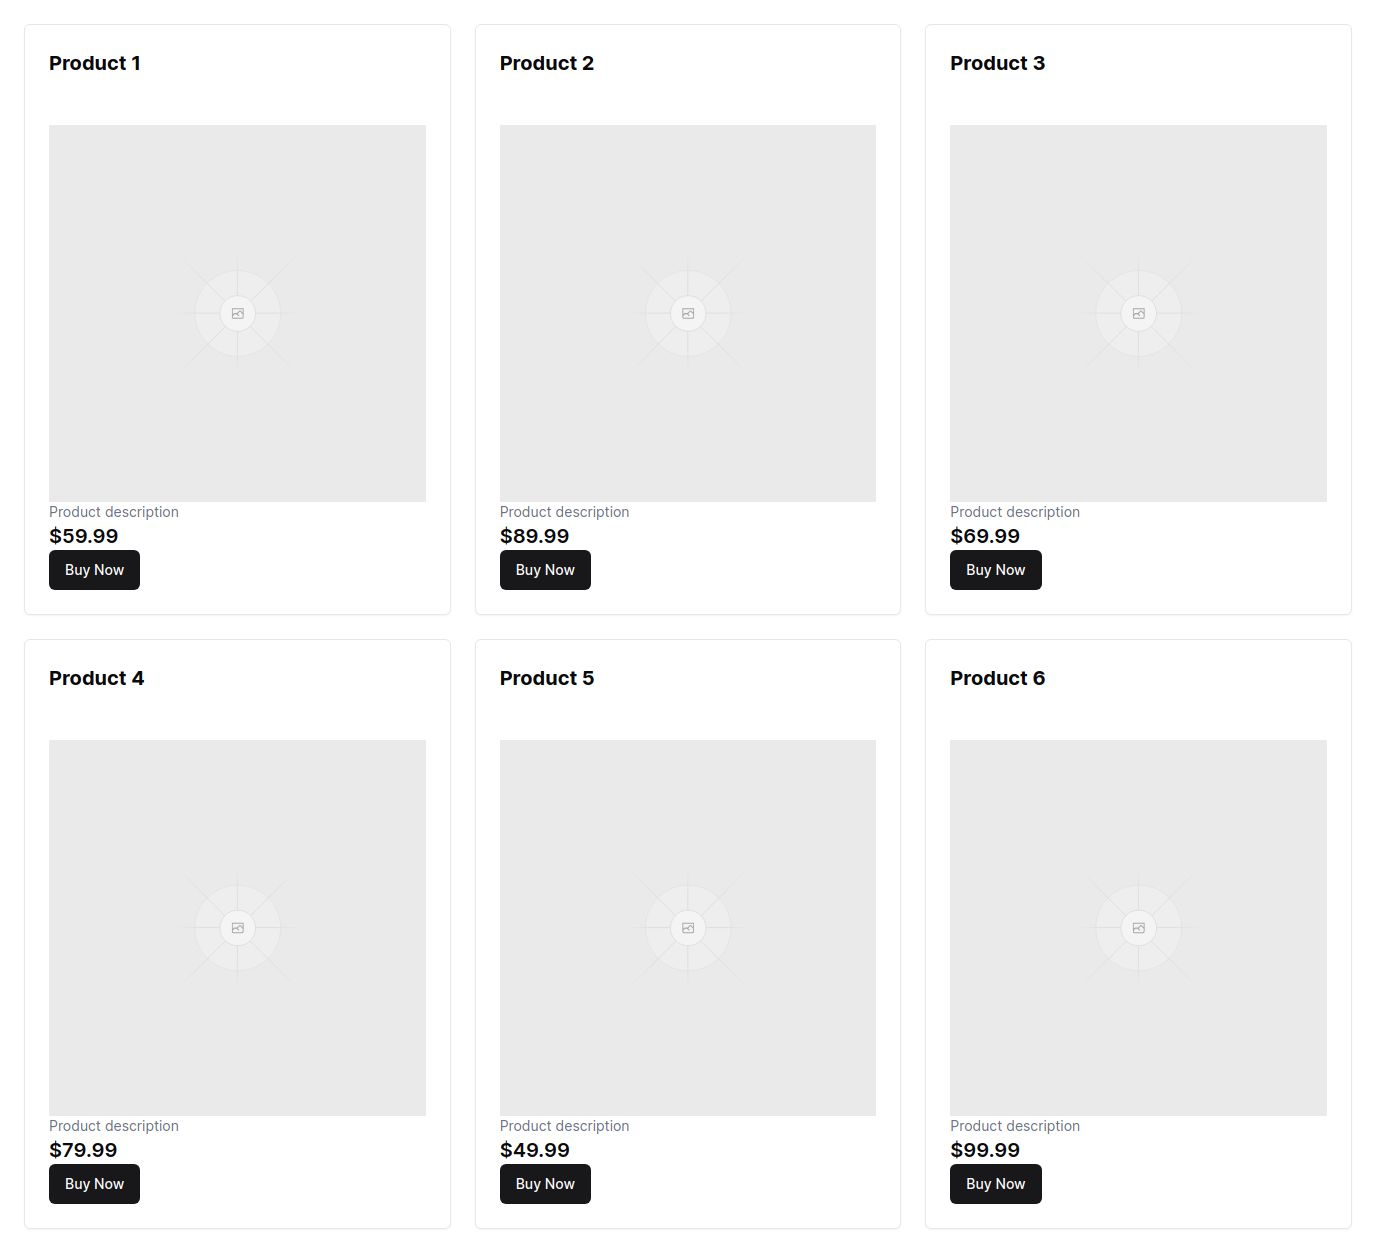 Product 1
Product description
$59.99
Buy Now
Product 2
Product description
$89.99
Buy Now
Product 3
Product description
$69.99
Buy Now
Product 4
Product description
$79.99
Buy Now
Product 5
Product description
$49.99
Buy Now
Product 6
Product description
$99.99
Buy Now